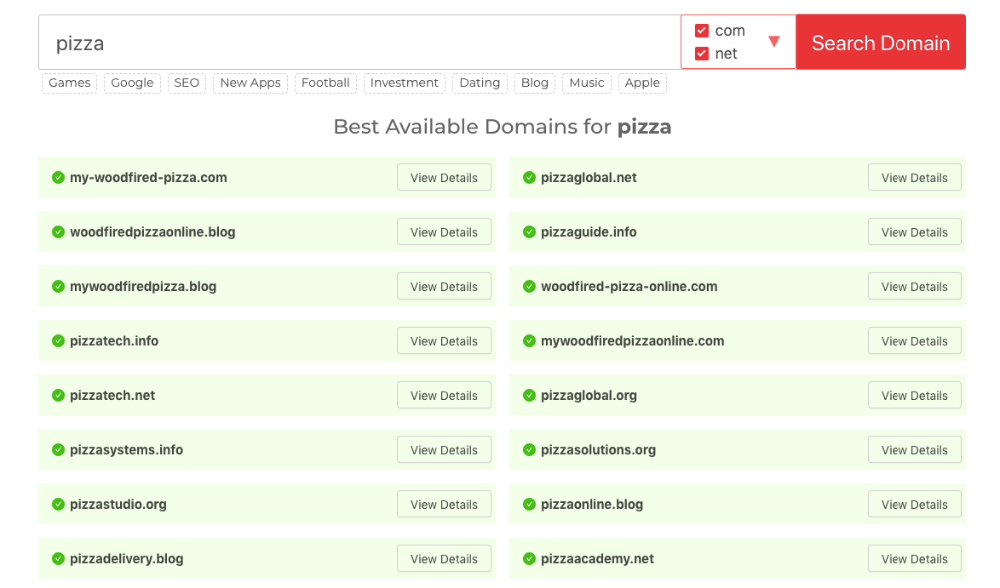 pizza
com
net
Search Domain
Games Google SEO New Apps Football Investment Dating Blog Music Apple
Best Available Domains for pizza
my-woodfired-pizza.com View Details pizzaglobal.net View Details
woodfiredpizzaonline.blog View Details pizzaguide.info View Details
mywoodfiredpizza.blog View Details woodfired-pizza-online.com View Details
pizzatech.info View Details mywoodfiredpizzaonline.com View Details
pizzatech.net View Details pizzaglobal.org View Details
pizzasystems.info View Details pizzasolutions.org View Details
pizzastudio.org View Details pizzaonline.blog View Details
pizzadelivery.blog View Details pizzaacademy.net View Details